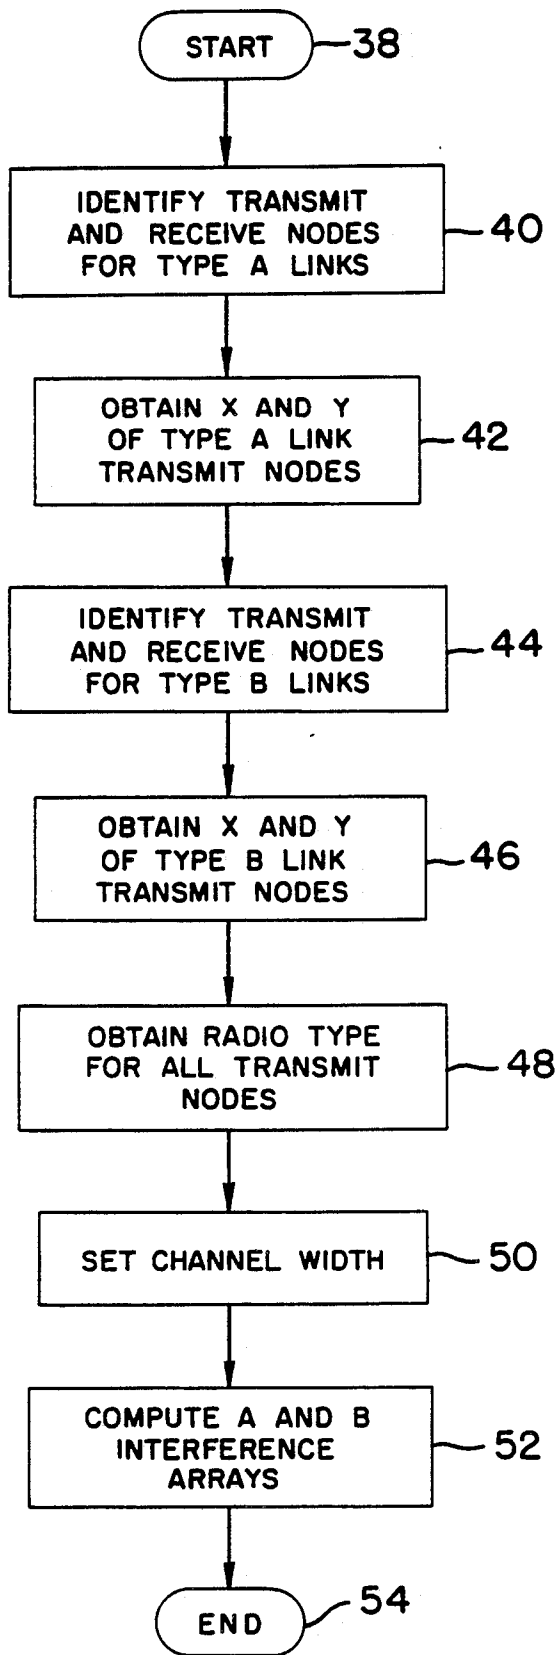 START
38
IDENTIFY TRANSMIT
AND RECEIVE NODES
FOR TYPE A LINKS
40
OBTAIN X AND Y
OF TYPE A LINK
TRANSMIT NODES
42
IDENTIFY TRANSMIT
AND RECEIVE NODES
FOR TYPE B LINKS
44
OBTAIN X AND Y
OF TYPE B LINK
TRANSMIT NODES
46
OBTAIN RADIO TYPE
FOR ALL TRANSMIT
NODES
48
SET CHANNEL WIDTH
50
COMPUTE A AND B
INTERFERENCE
ARRAYS
52
END
54